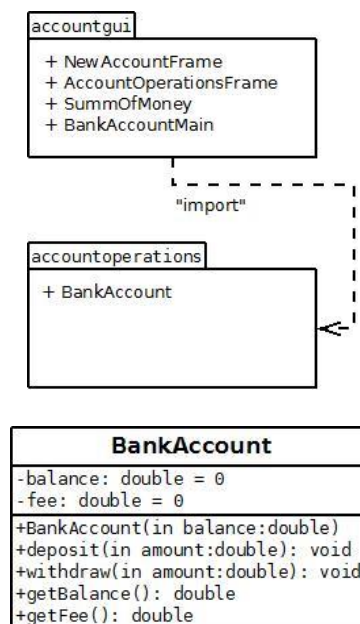 accountgui
+ NewAccountFrame
+ AccountOperationsFrame
+ SummOfMoney
+ BankAccountMain
"import"
accountoperations
+ BankAccount
BankAccount
-balance: double = 0
-fee: double = 0
+BankAccount(in balance:double)
+deposit(in amount:double): void
+withdraw(in amount:double): void
+getBalance(): double
+getFee(): double